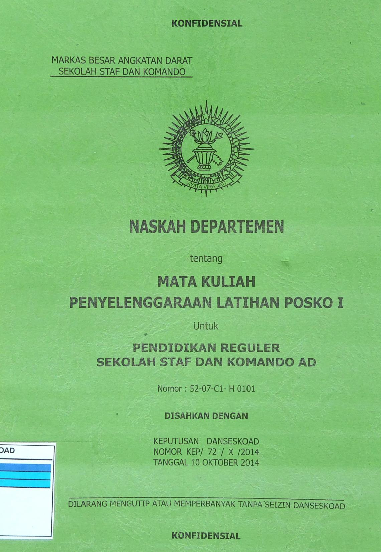 KONFIDENSIAL
MARKAS BESAR ANGKATAN DARAT
SEKOLAH STAF DAN KOMANDO
NASKAH DEPARTEMEN
tentang
MATA KULIAH
PENYELENGGARAAN LATIHAN POSKO I
Untuk
PENDIDIKAN REGULER
SEKOLAH STAF DAN KOMANDO AD
Nomor : 52-07-C1- H 0101
DISAHKAN DENGAN
KEPUTUSAN DANSESKOAD
NOMOR KEP/ 72 / X /2014
TANGGAL 10 OKTOBER 2014
OAD
DILARANG MENGUTIP ATAU MEMPERBANYAK TANPA SEIZIN DANSESKOAD
KONFIDENSIAL